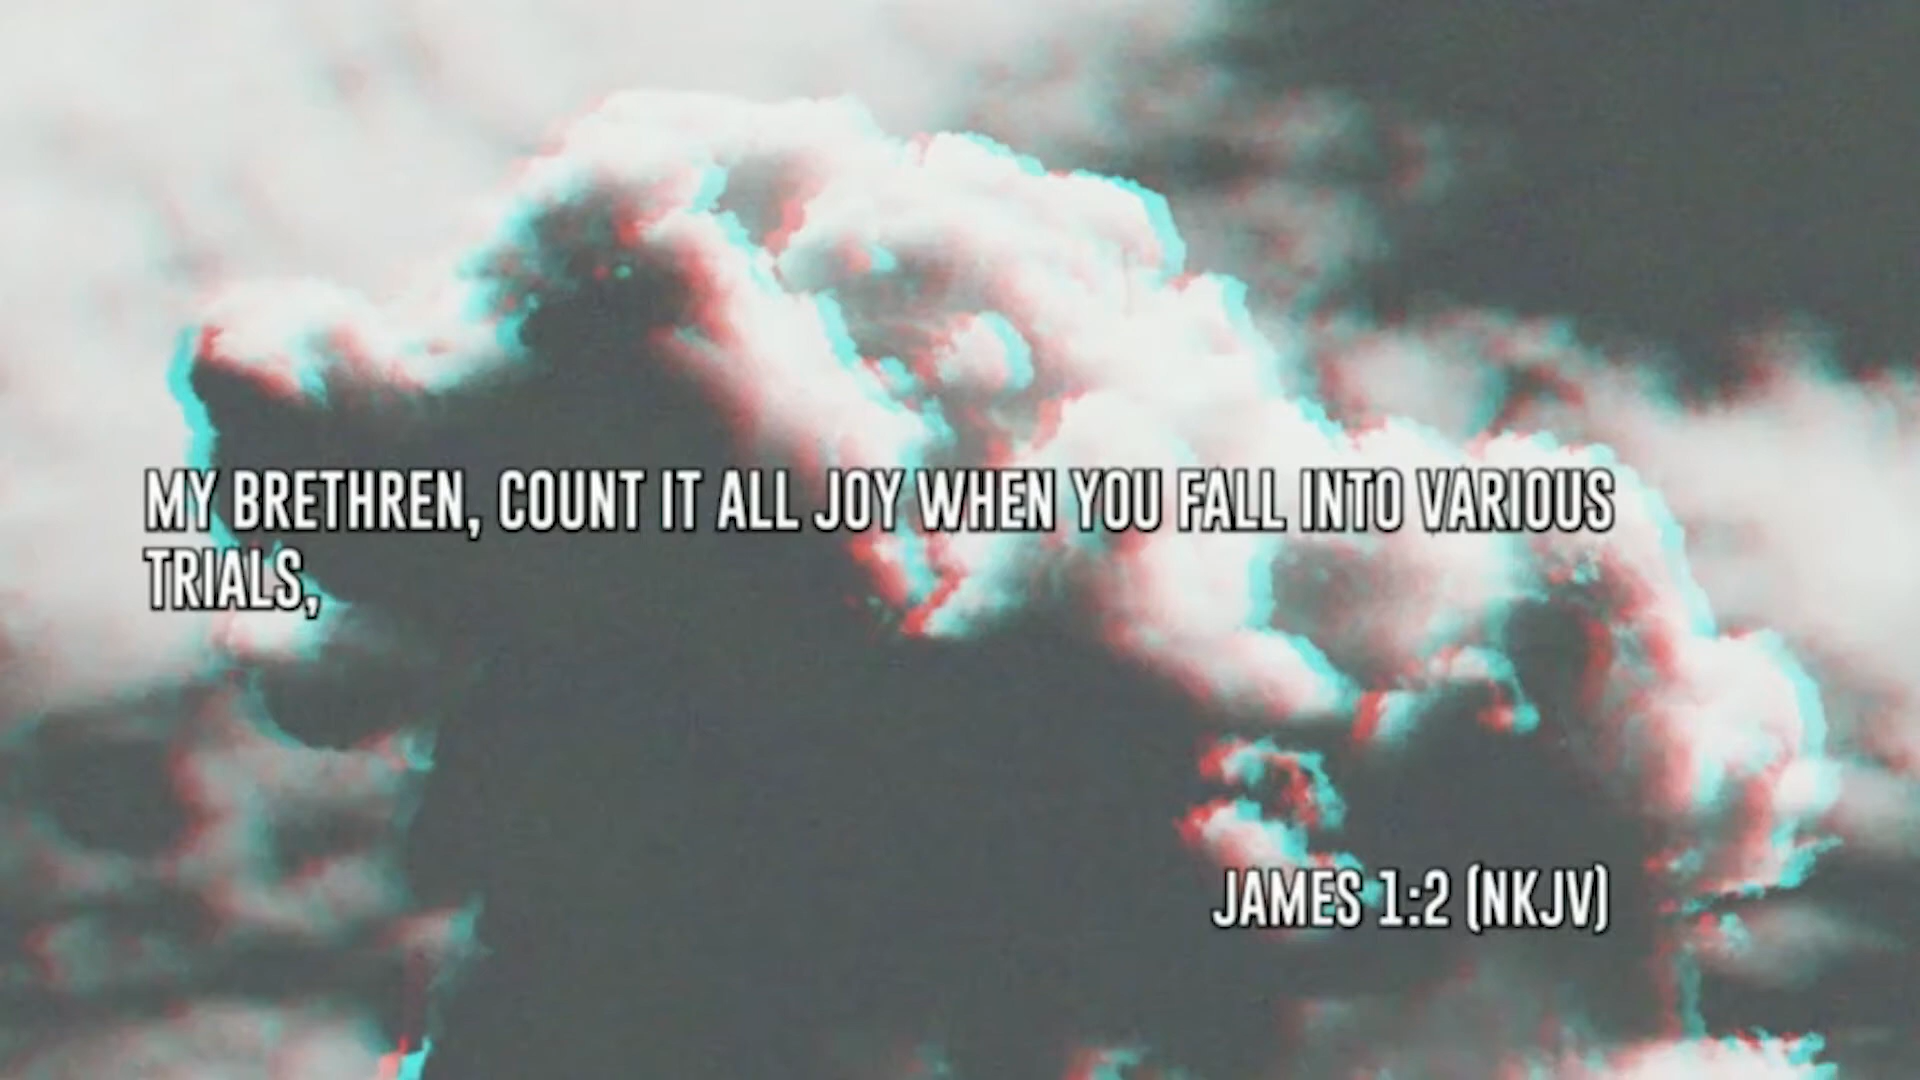 MY BRETHREN, COUNT IT ALL JOY WHEN YOU FALL INTO VARIOUS
TRIALS,
JAMES 1:2 (NKJV)